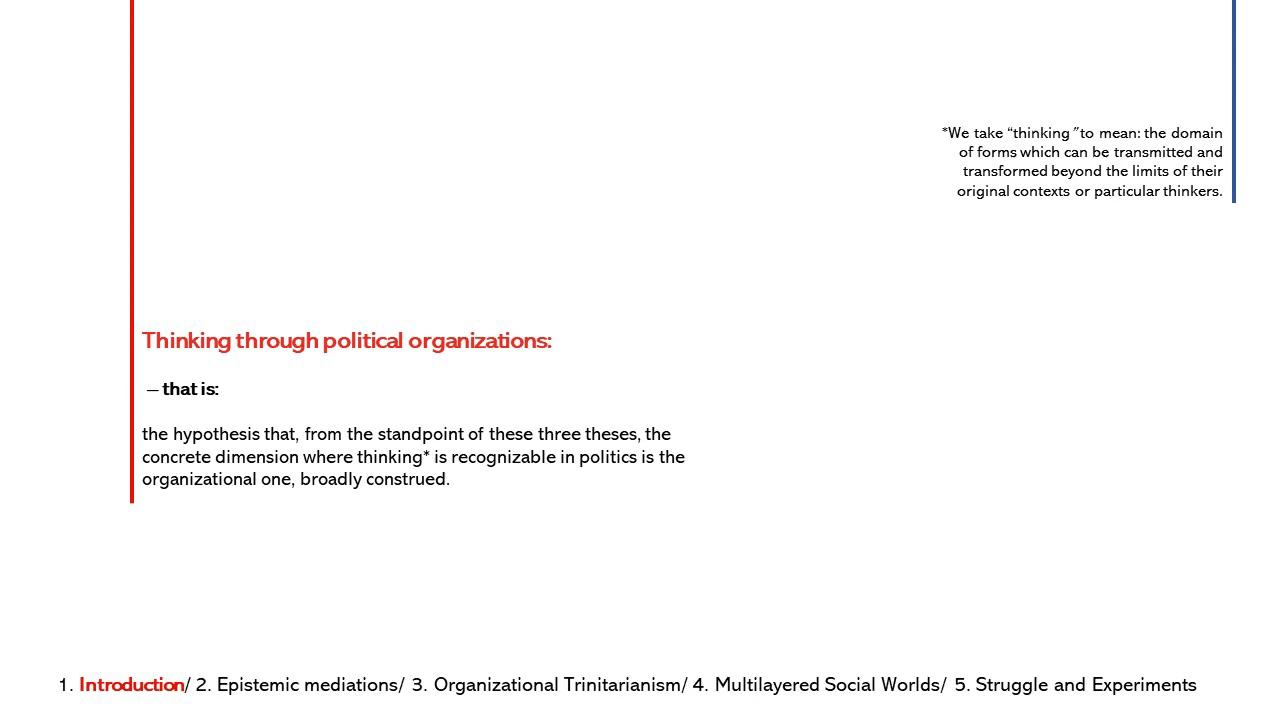 *We take “thinking ”to mean: the domain
of forms which can be transmitted and
transformed beyond the limits of their
original contexts or particular thinkers.
Thinking through political organizations:
– that is:
the hypothesis that, from the standpoint of these three theses, the
concrete dimension where thinking* is recognizable in politics is the
organizational one, broadly construed.
1. Introduction/ 2. Epistemic mediations/ 3. Organizational Trinitarianism/ 4. Multilayered Social Worlds/ 5. Struggle and Experiments